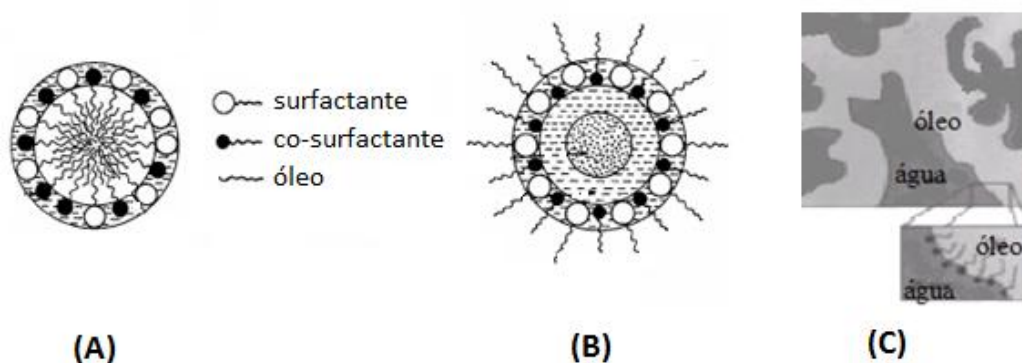 surfactante
co-surfactante
óleo
óleo
água
óleo
água
(A)
(B)
(C)